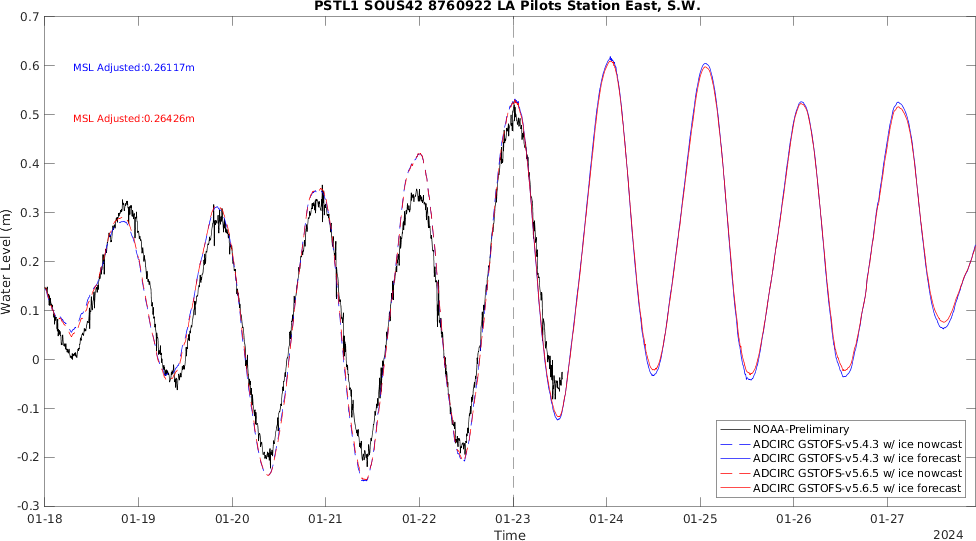 PSTL1 SOUS42 8760922 LA Pilots Station East, S.W.
0.7
0.6
0.5
0.4
0.3
0.2
0.1
0
-0.1
-0.2
-0.3
Water Level (m)
MSL Adjusted:0.26117m
MSL Adjusted:0.26426m
NOAA-Preliminary
ADCIRC GSTOFS-v5.4.3 w/ ice nowcast
ADCIRC GSTOFS-v5.4.3 w/ ice forecast
ADCIRC GSTOFS-v5.6.5 w/ ice nowcast
ADCIRC GSTOFS-v5.6.5 w/ ice forecast
01-18 01-19 01-20 01-21 01-22 01-23 01-24 01-25 01-26 01-27
Time
2024